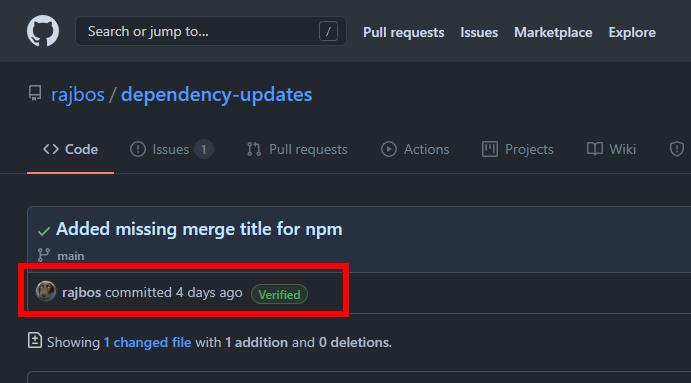 Search or jump to... / Pull requests Issues Marketplace Explore
rajbos / dependency-updates
Code Issues 1 Pull requests Actions Projects Wiki
Added missing merge title for npm
main
rajbos committed 4 days ago Verified
Showing 1 changed file with 1 addition and 0 deletions.